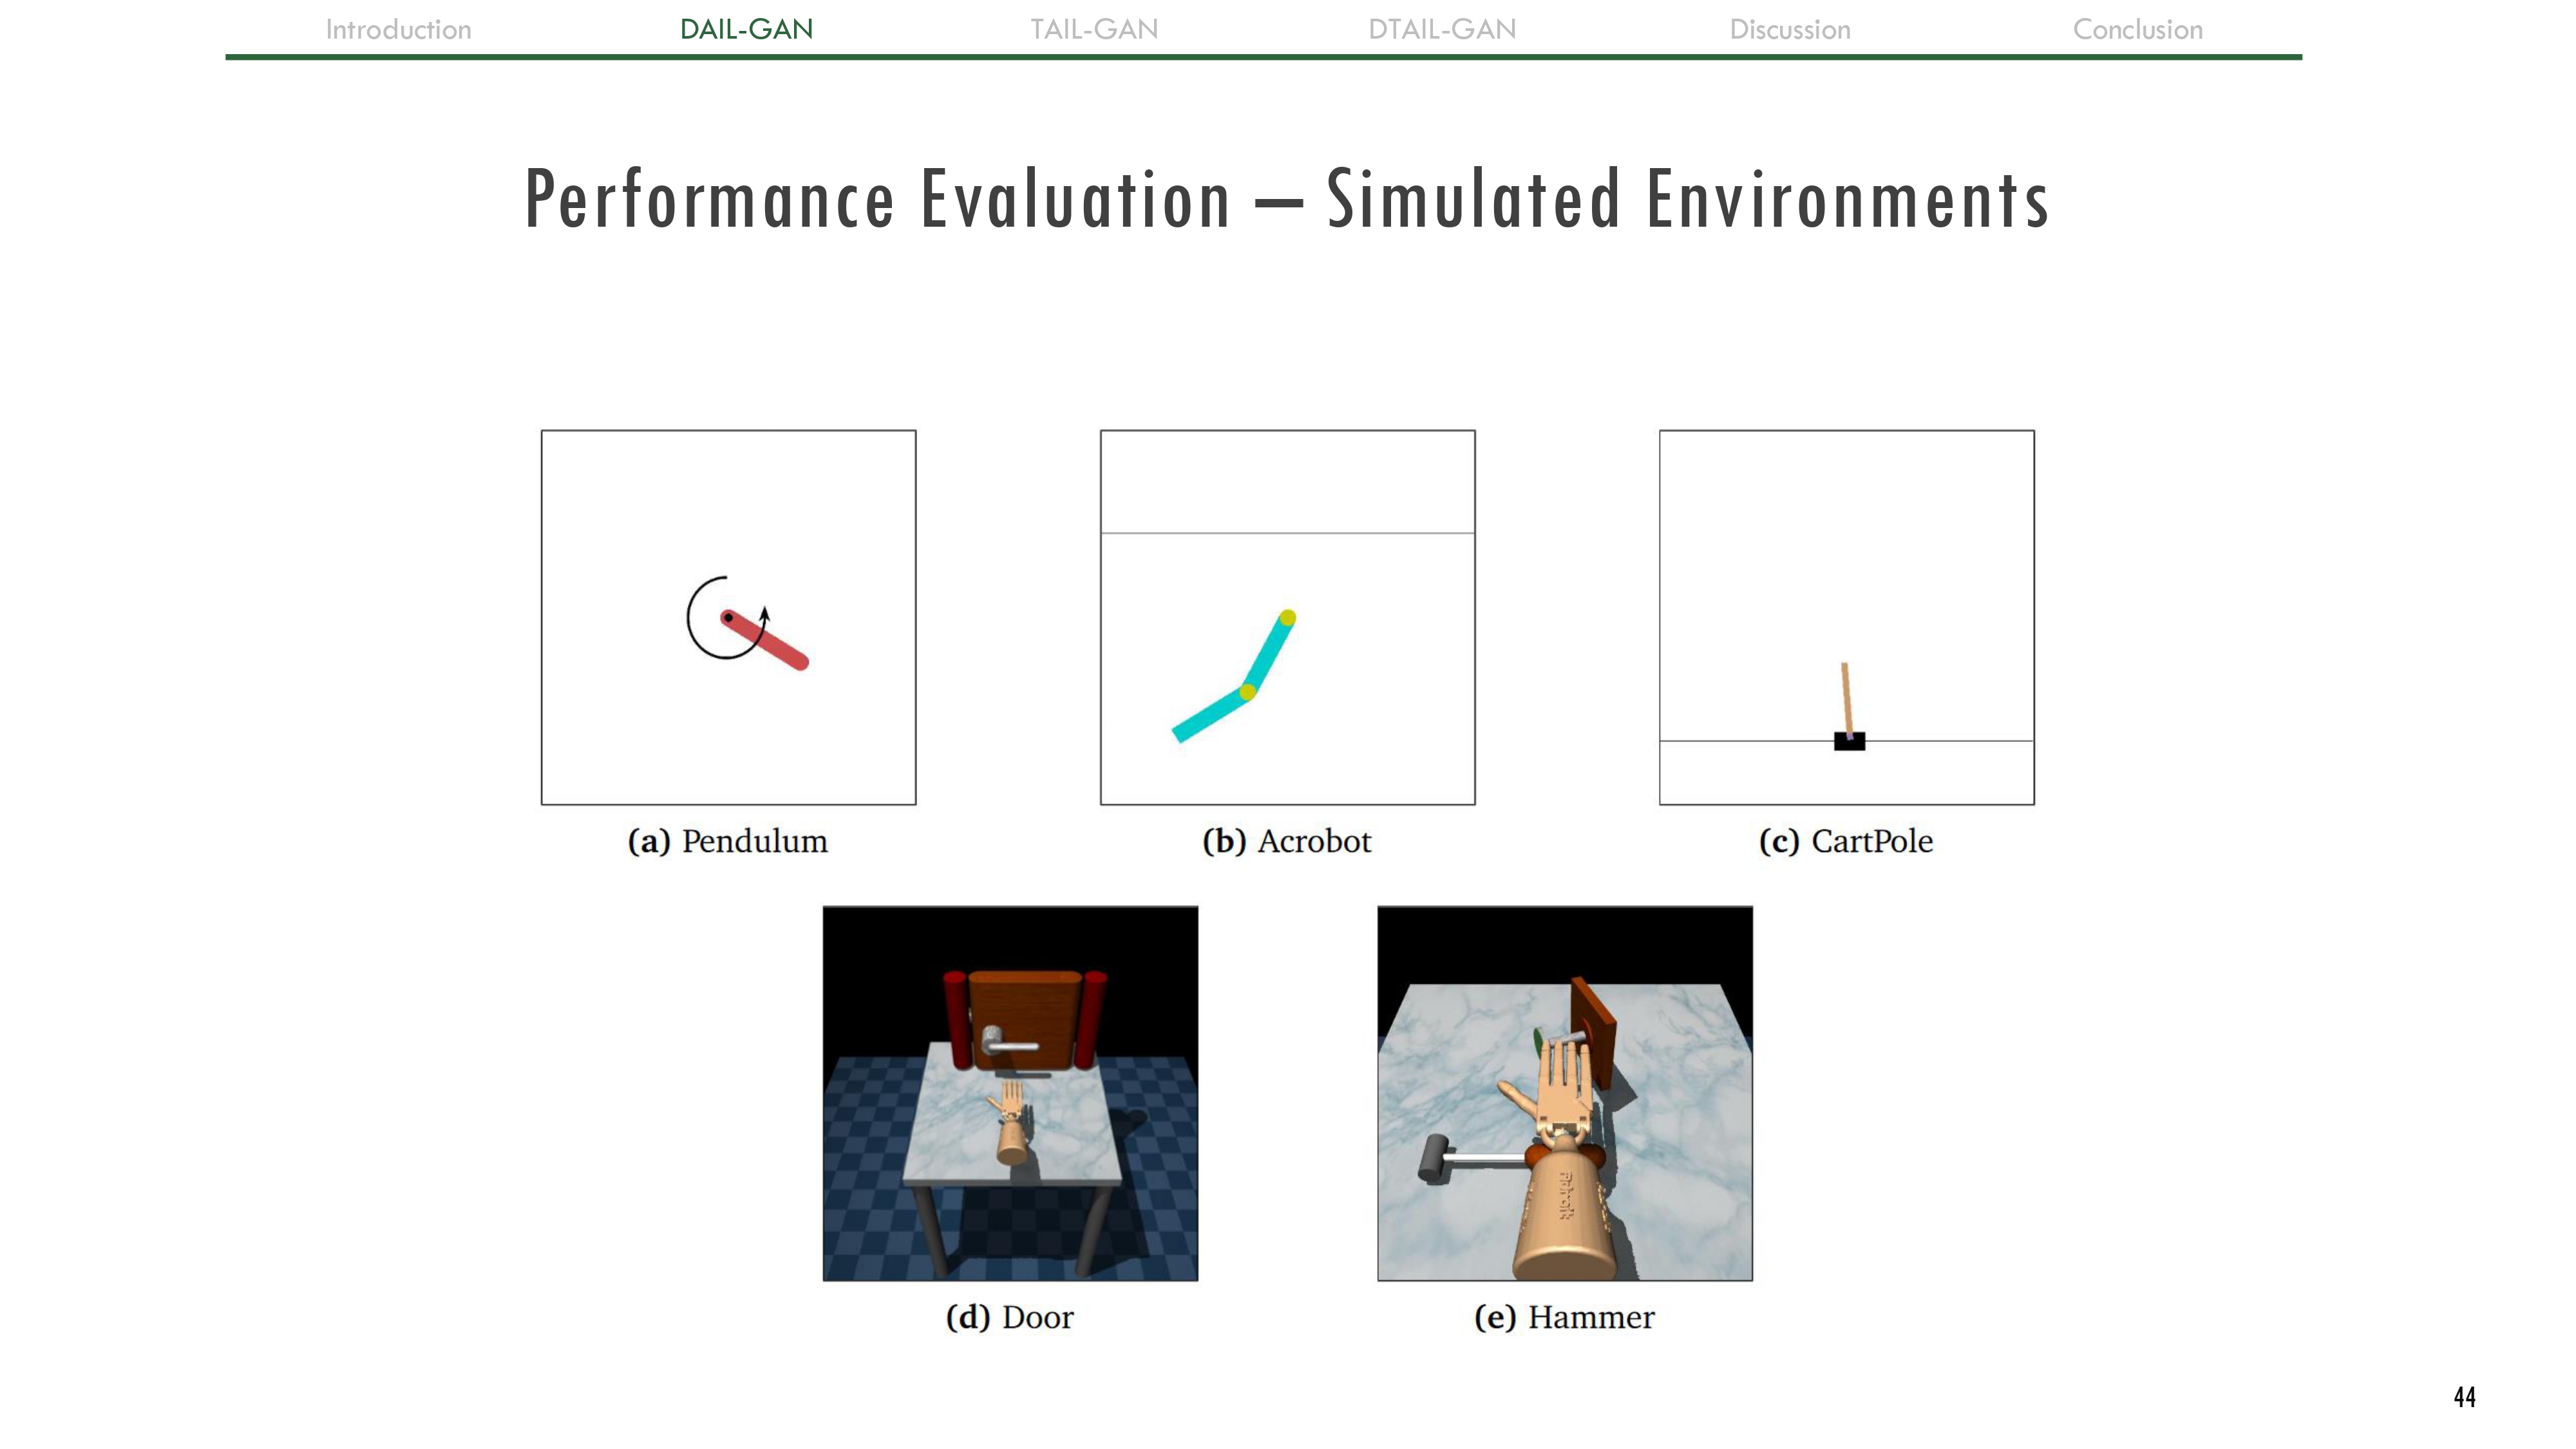 Introduction DAIL-GAN TAIL-GAN DTAIL-GAN Discussion Conclusion
Performance Evaluation – Simulated Environments
(a) Pendulum (b) Acrobot (c) CartPole
(d) Door (e) Hammer
44